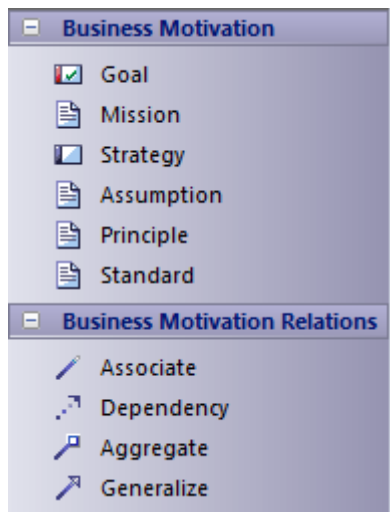 Business Motivation
Goal
Mission
Strategy
Assumption
Principle
Standard
Business Motivation Relations
Associate
Dependency
Aggregate
Generalize